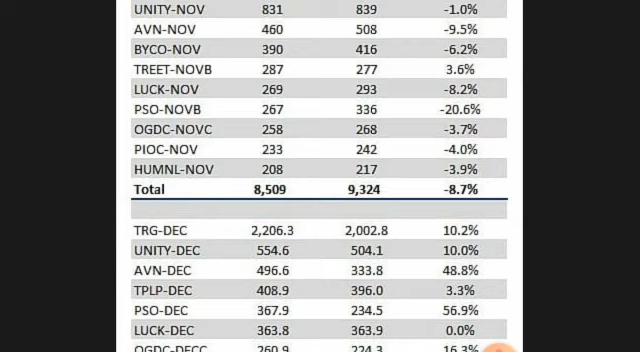 UNITY-NOV 831 839 -1.0%
AVN-NOV 460 508 -9.5%
BYCO-NOV 390 416 -6.2%
TREET-NOVB 287 277 3.6%
LUCK-NOV 269 293 -8.2%
PSO-NOVB 267 336 -20.6%
OGDC-NOVC 258 268 -3.7%
PIOC-NOV 233 242 -4.0%
HUMNL-NOV 208 217 -3.9%
Total 8,509 9,324 -8.7%
TRG-DEC 2,206.3 2,002.8 10.2%
UNITY-DEC 554.6 504.1 10.0%
AVN-DEC 496.6 333.8 48.8%
TPLP-DEC 408.9 396.0 3.3%
PSO-DEC 367.9 234.5 56.9%
LUCK-DEC 363.8 363.9 0.0%
OGDC-DECC 260.9 224.3 16.3%